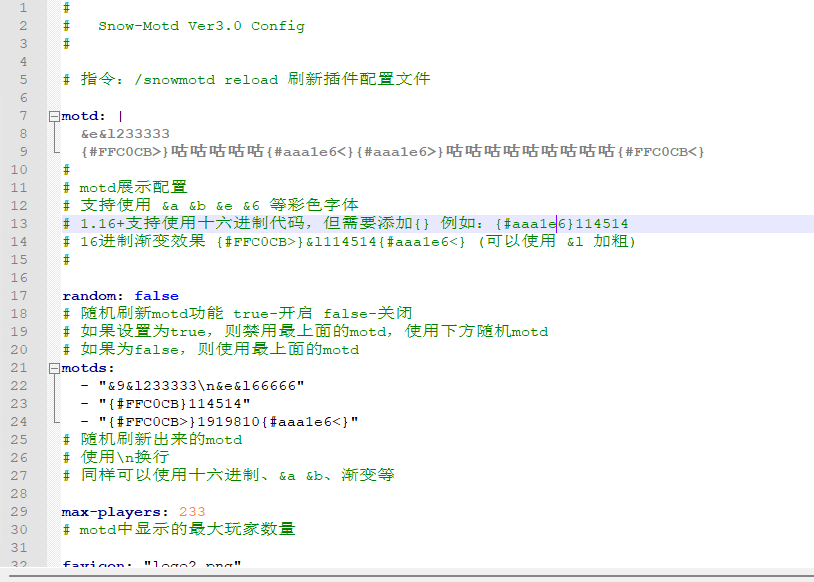 1 #
2 #   Snow-Motd Ver3.0 Config
3 #
4
5 # 指令: /snowmotd reload 刷新插件配置文件
6
7 motd: |
8   &e&l233333
9   {#FFC0CB>}咕咕咕咕咕{#aaa1e6<}{#aaa1e6>}咕咕咕咕咕咕咕咕咕{#FFC0CB<}
10 #
11 # motd展示配置
12 # 支持使用 &a &b &e &6 等彩色字体
13 # 1.16+支持使用十六进制代码，但需要添加{} 例如: {#aaa1e6}114514
14 # 16进制渐变效果 {#FFC0CB>}&l114514{#aaa1e6<} (可以使用 &l 加粗)
15 #
16
17 random: false
18 # 随机刷新motd功能 true-开启 false-关闭
19 # 如果设置为true，则禁用最上面的motd，使用下方随机motd
20 # 如果为false，则使用最上面的motd
21 motds:
22   - "&9&l233333\n&e&l66666"
23   - "{#FFC0CB}114514"
24   - "{#FFC0CB>}1919810{#aaa1e6<}"
25 # 随机刷新出来的motd
26 # 使用\n换行
27 # 同样可以使用十六进制、&a &b、渐变等
28
29 max-players: 233
30 # motd中显示的最大玩家数量
31
32 favicon: "logo2.png"